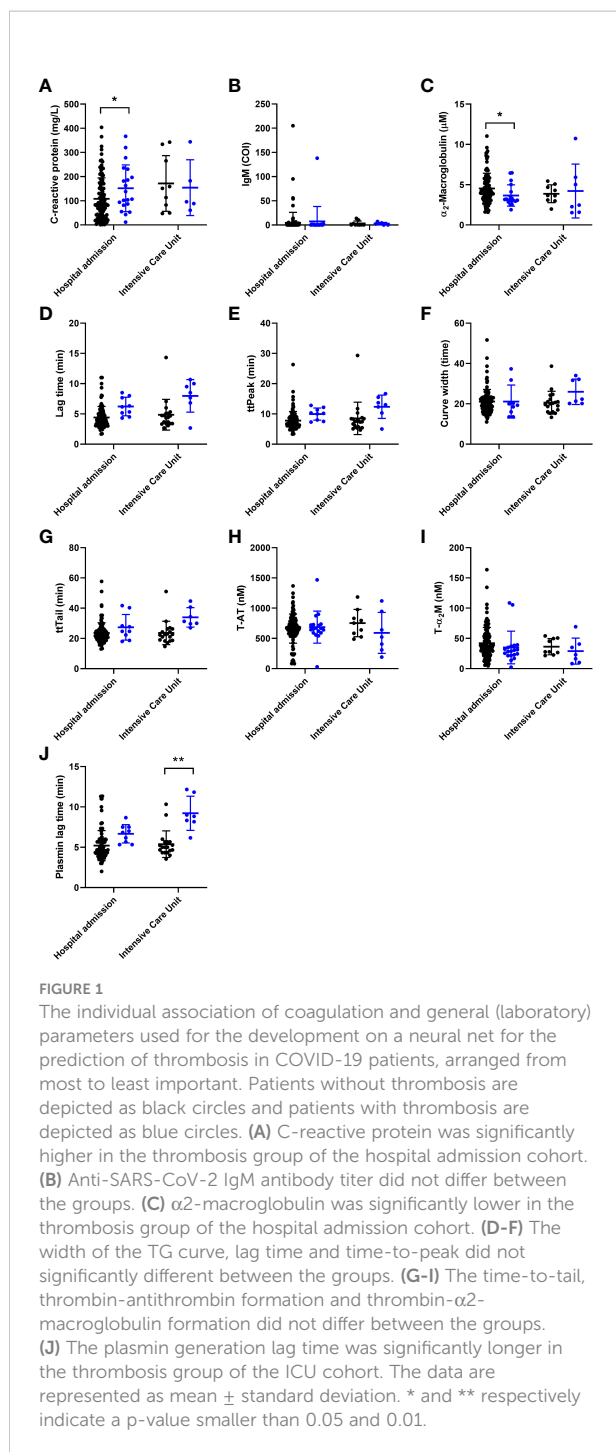 A
B
C
C-reactive protein (mg/L)
500
400
300
200
100
0
*
Hospital admission
Intensive Care Unit
IgM (COI)
250
200
150
100
50
0
Hospital admission
Intensive Care Unit
α2-Macroglobulin (μM)
15
10
5
0
*
Hospital admission
Intensive Care Unit
D
E
F
Lag time (min)
20
15
10
5
0
Hospital admission
Intensive Care Unit
ttPeak (min)
40
30
20
10
0
Hospital admission
Intensive Care Unit
Curve width (time)
60
40
20
0
Hospital admission
Intensive Care Unit
G
H
I
ttTail (min)
80
60
40
20
0
Hospital admission
Intensive Care Unit
T-AT (nM)
2000
1500
1000
500
0
Hospital admission
Intensive Care Unit
T-α2M (nM)
200
150
100
50
0
Hospital admission
Intensive Care Unit
J
Plasmin lag time (min)
15
10
5
0
**
Hospital admission
Intensive Care Unit
FIGURE 1
The individual association of coagulation and general (laboratory)
parameters used for the development on a neural net for the
prediction of thrombosis in COVID-19 patients, arranged from
most to least important. Patients without thrombosis are
depicted as black circles and patients with thrombosis are
depicted as blue circles. (A) C-reactive protein was significantly
higher in the thrombosis group of the hospital admission cohort.
(B) Anti-SARS-CoV-2 IgM antibody titer did not differ between
the groups. (C) α2-macroglobulin was significantly lower in the
thrombosis group of the hospital admission cohort. (D-F) The
width of the TG curve, lag time and time-to-peak did not
significantly different between the groups. (G-I) The time-to-tail,
thrombin-antithrombin formation and thrombin-α2-
macroglobulin formation did not differ between the groups.
(J) The plasmin generation lag time was significantly longer in
the thrombosis group of the ICU cohort. The data are
represented as mean ± standard deviation. * and ** respectively
indicate a p-value smaller than 0.05 and 0.01.